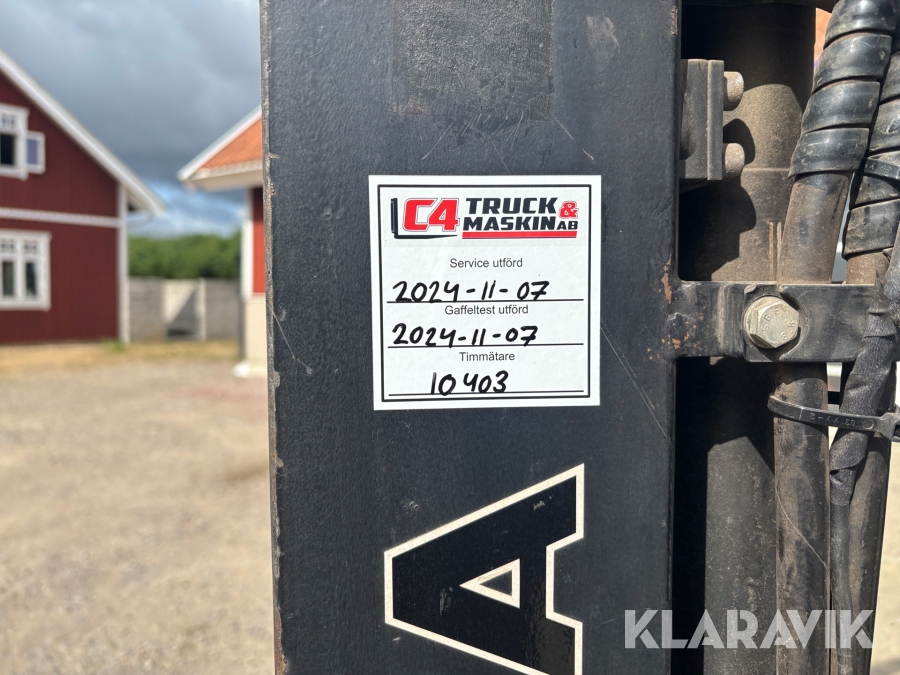 C4 TRUCK &
MASKIN AB
Service utförd
2024-11-07
Gaffeltest utförd
2024-11-07
Timmätare
10403
A
KLARAVIK